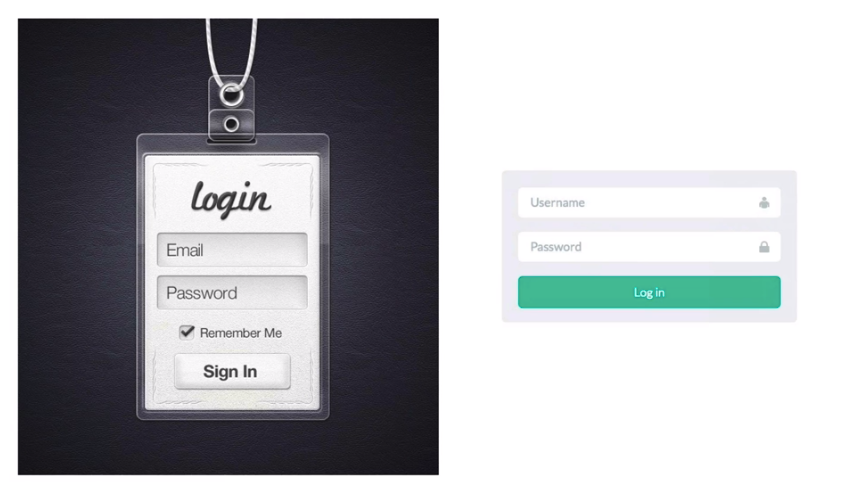 login
Email
Password
Remember Me
Sign In
Username
Password
Log in